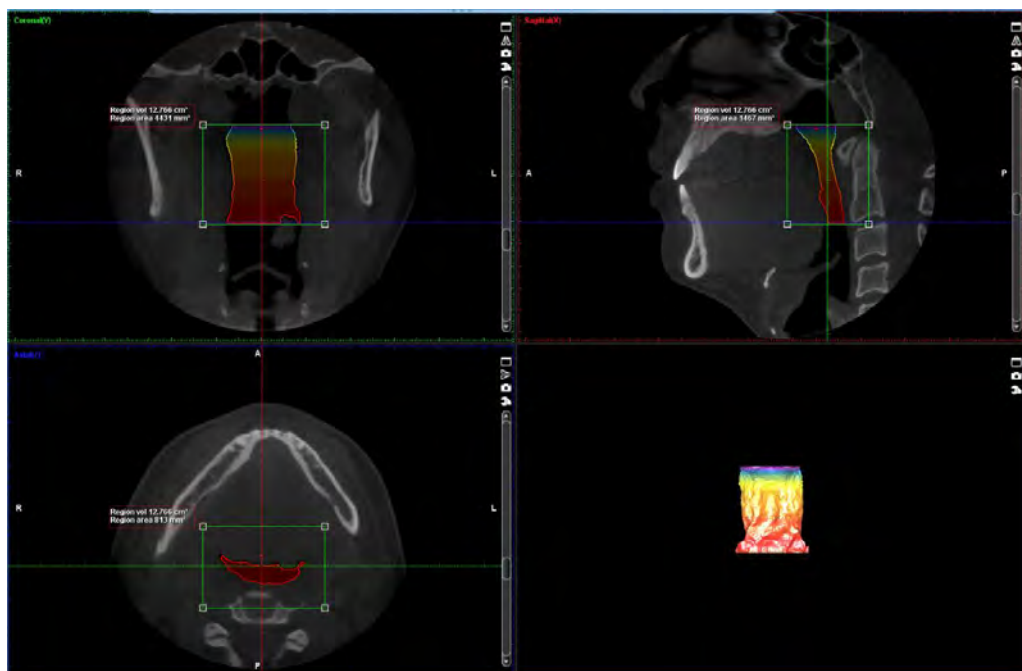 Coronal(Y)
Region vol 12.766 cm³
Region area 4431 mm²
R
L
Sagittal(X)
Region vol 12.766 cm³
Region area 1467 mm²
A
P
Axial(Z)
A
Region vol 12.766 cm³
Region area 813 mm²
R
L
P